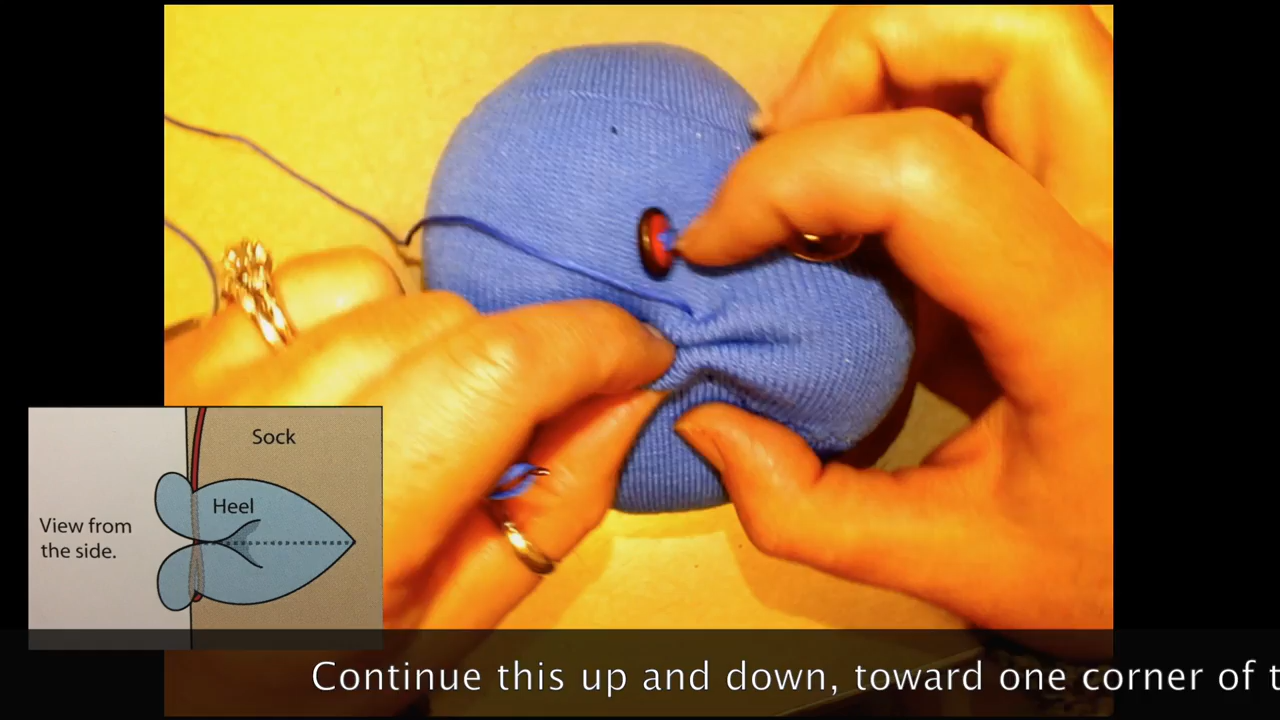 Sock
Heel
View from
the side.
Continue this up and down, toward one corner of t